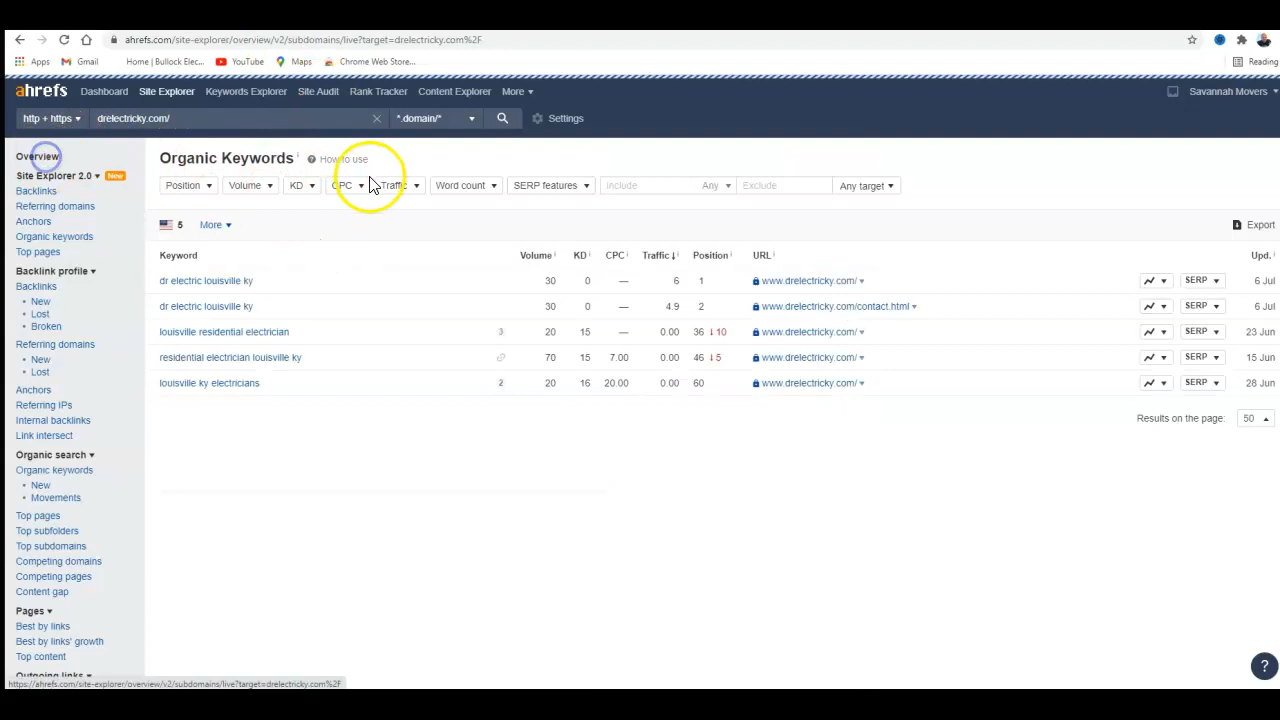 ahrefs.com/site-explorer/overview/v2/subdomains/live?target=drelectricky.com%2F
Apps Gmail Home | Bullock Elec... YouTube Maps Chrome Web Store... Reading
ahrefs Dashboard Site Explorer Keywords Explorer Site Audit Rank Tracker Content Explorer More Savannah Movers
http + https drelectricky.com/ *.domain/* Settings
Overview
Site Explorer 2.0 New
Backlinks
Referring domains
Anchors
Organic keywords
Top pages
Backlink profile
Backlinks
• New
• Lost
• Broken
Referring domains
• New
• Lost
Anchors
Referring IPs
Internal backlinks
Link intersect
Organic search
Organic keywords
• New
• Movements
Top pages
Top subfolders
Top subdomains
Competing domains
Competing pages
Content gap
Pages
Best by links
Best by links' growth
Top content
Outgoing links
Organic Keywords i ? How to use
Position Volume KD CPC Traffic Word count SERP features Include Any Exclude Any target
5 More Export
Keyword Volume KD CPC Traffic Position URL Upd.
dr electric louisville ky 30 0 — 6 1 www.drelectricky.com/ SERP 6 Jul
dr electric louisville ky 30 0 — 4.9 2 www.drelectricky.com/contact.html SERP 6 Jul
louisville residential electrician 3 20 15 — 0.00 36 ↓10 www.drelectricky.com/ SERP 23 Jun
residential electrician louisville ky 70 15 7.00 0.00 46 ↓5 www.drelectricky.com/ SERP 15 Jun
louisville ky electricians 2 20 16 20.00 0.00 60 www.drelectricky.com/ SERP 28 Jun
Results on the page: 50
?
https://ahrefs.com/site-explorer/overview/v2/subdomains/live?target=drelectricky.com%2F